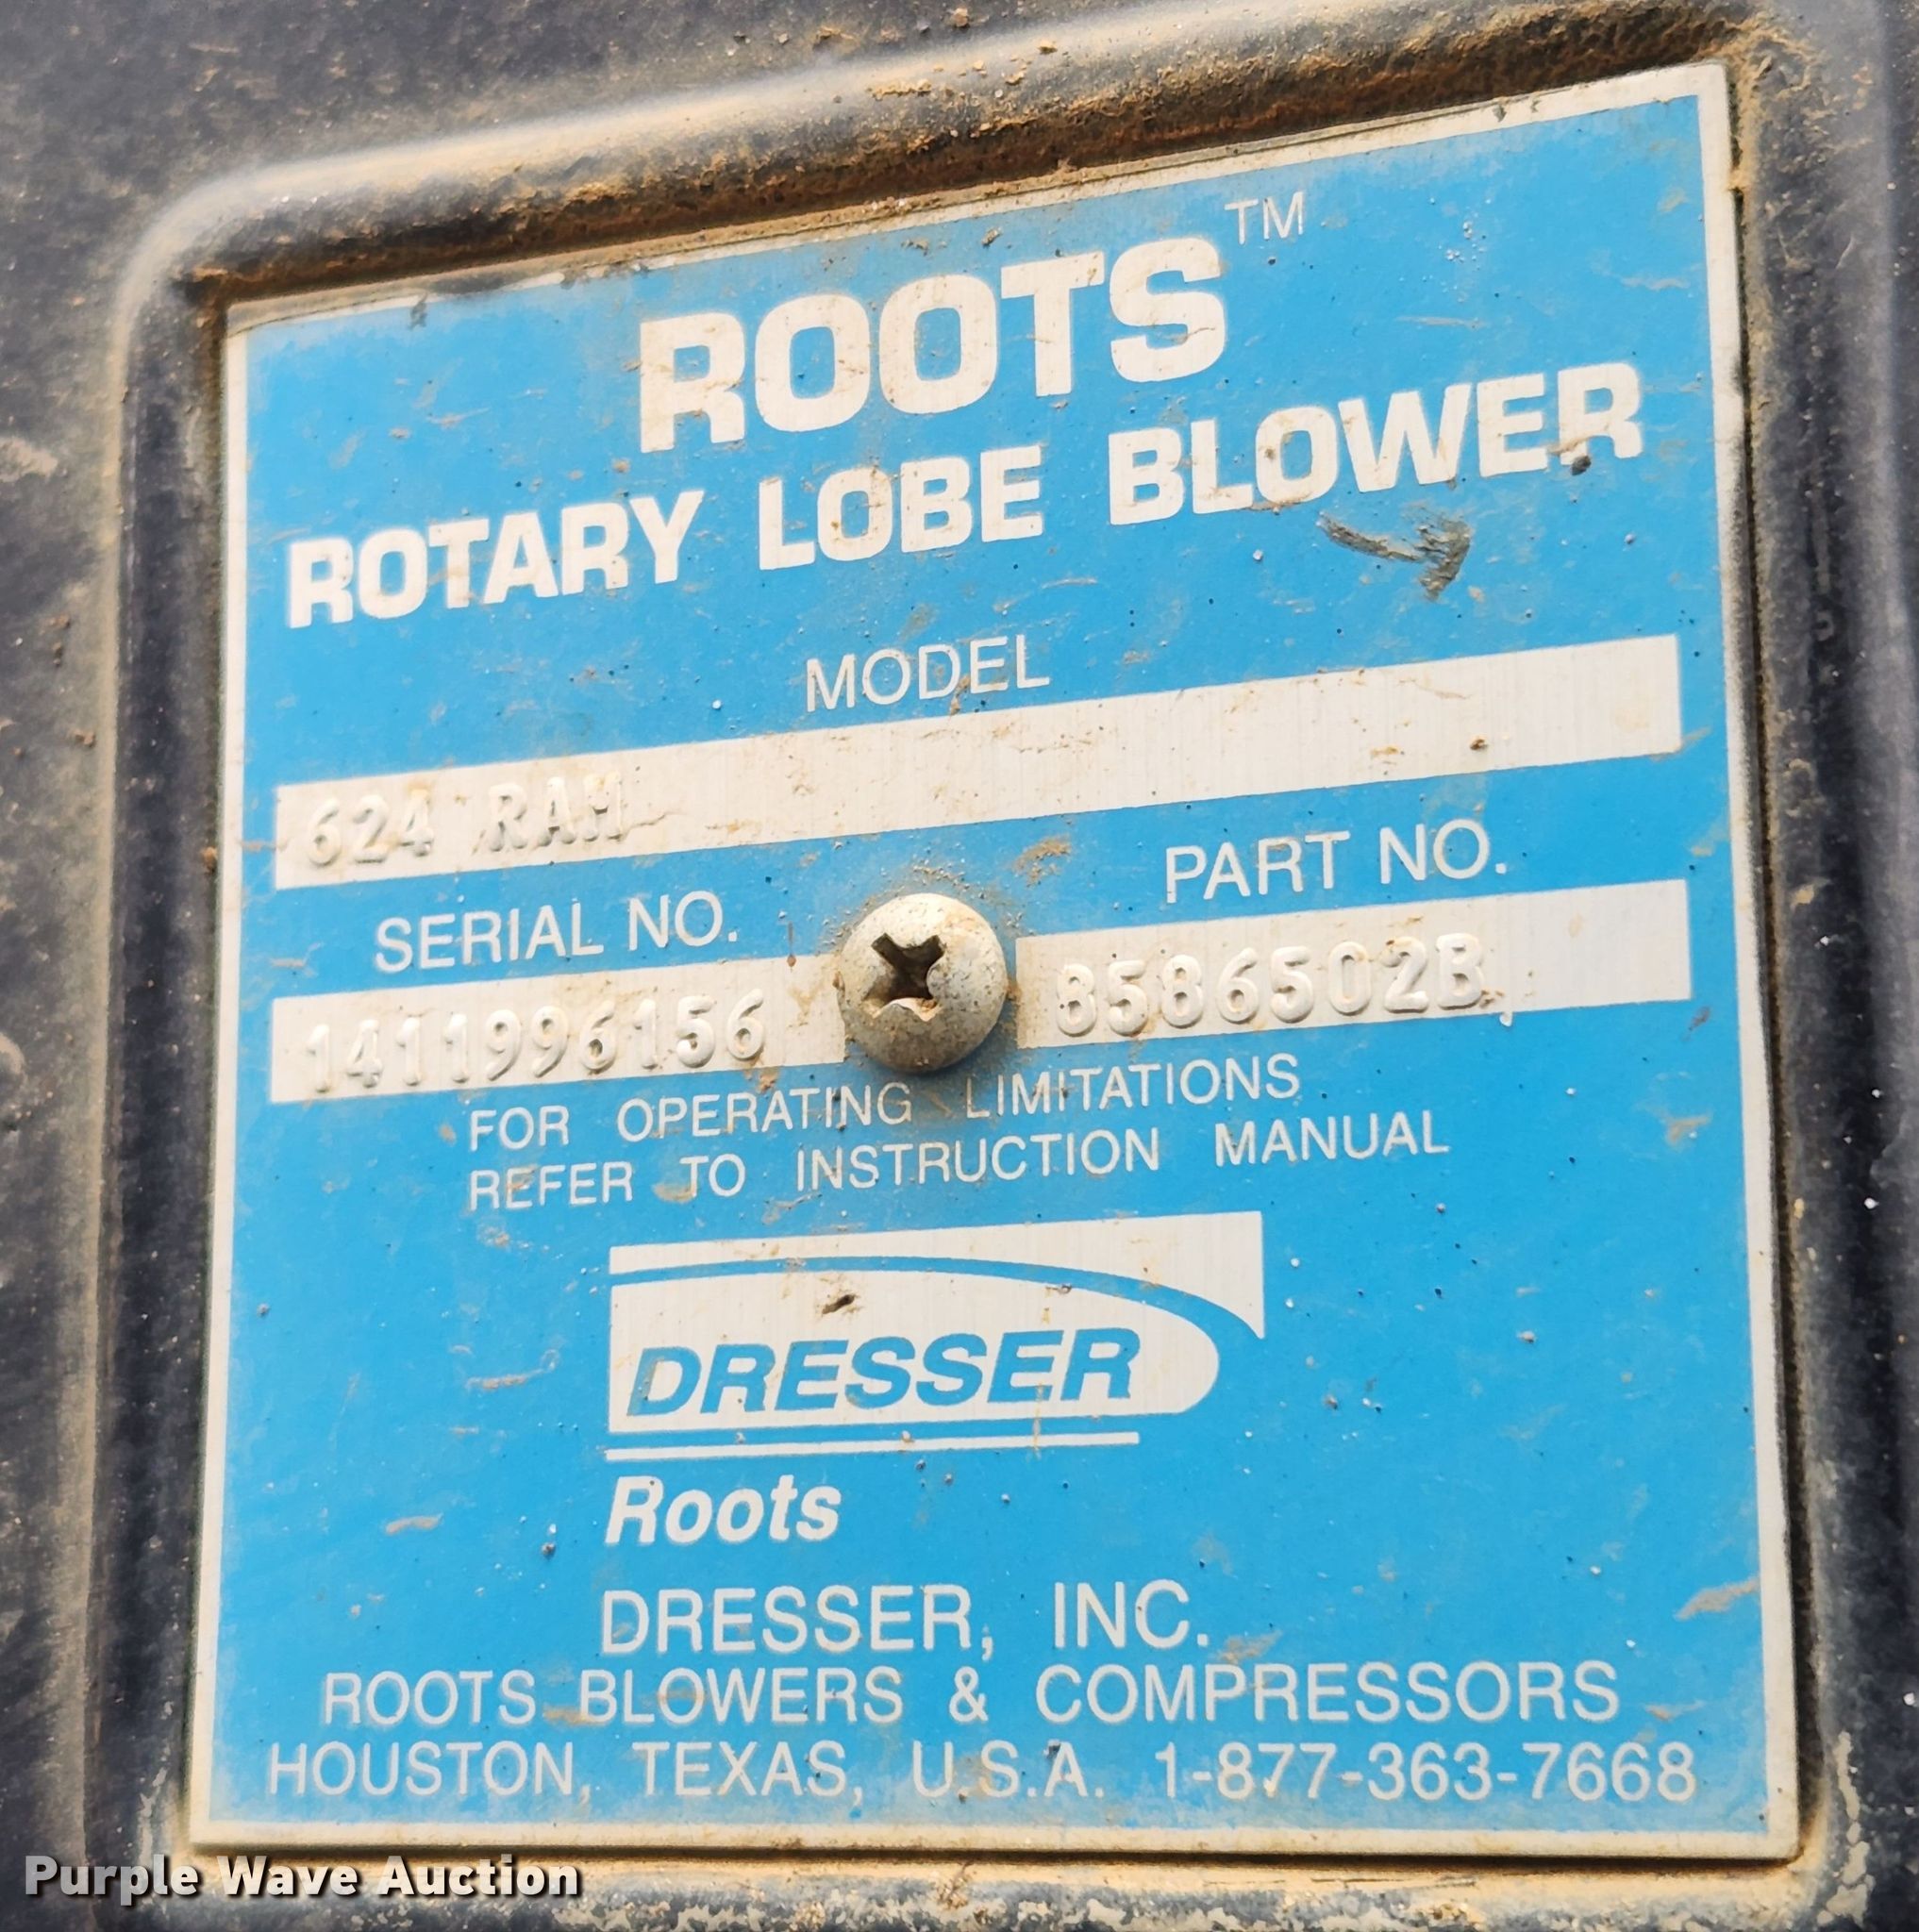 ROOTS™
ROTARY LOBE BLOWER
MODEL
624 RAM
SERIAL NO.
PART NO.
1411996156
8586502B
FOR OPERATING LIMITATIONS
REFER TO INSTRUCTION MANUAL
DRESSER
Roots
DRESSER, INC.
ROOTS BLOWERS & COMPRESSORS
HOUSTON, TEXAS, U.S.A. 1-877-363-7668
Purple Wave Auction